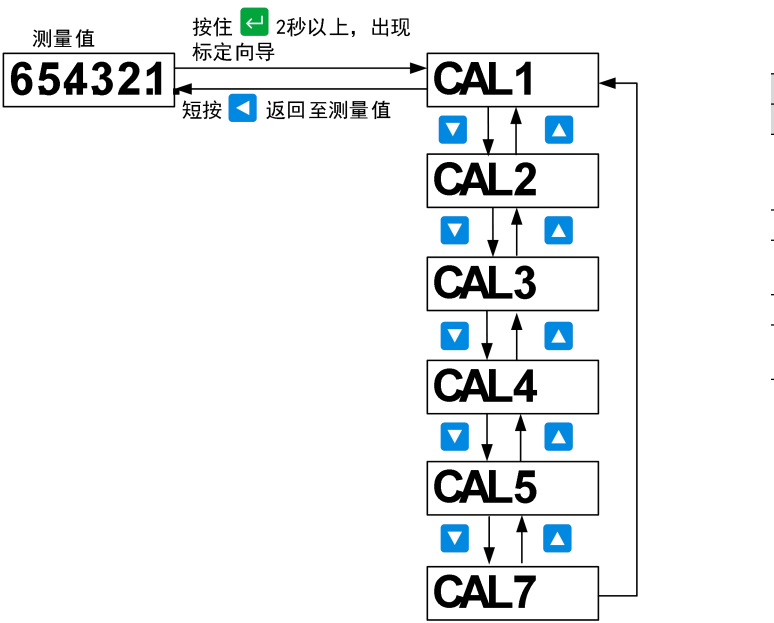 测量值
654321.
按住 2秒以上，出现
标定向导
短按 返回至测量值
CAL1
CAL2
CAL3
CAL4
CAL5
CAL7